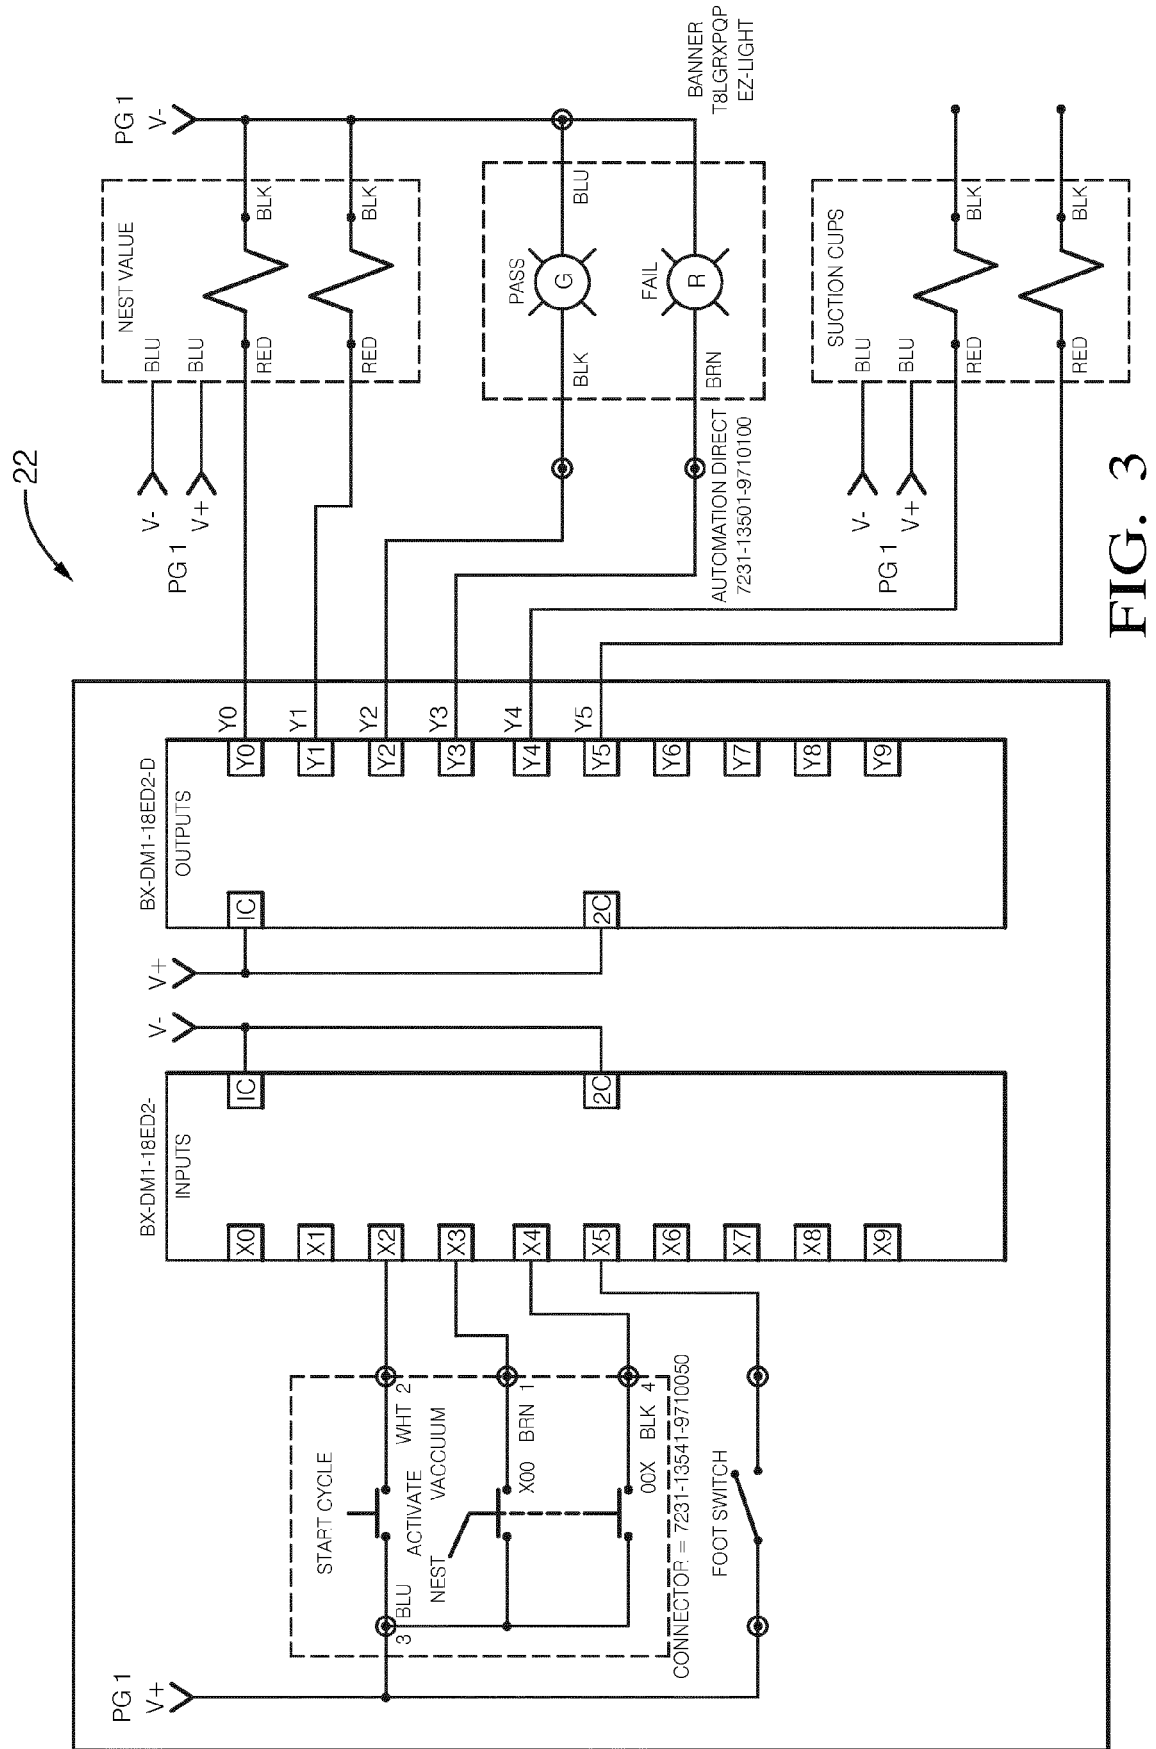 22
PG 1
V+
START CYCLE
3
BLU
WHT
2
ACTIVATE
VACCUUM
NEST
X00
BRN
1
00X
BLK
4
CONNECTOR = 7231-13541-9710050
FOOT SWITCH
BX-DM1-18ED2-
INPUTS
X0
X1
X2
X3
X4
X5
X6
X7
X8
X9
IC
2C
V-
V+
BX-DM1-18ED2-D
OUTPUTS
IC
2C
Y0
Y1
Y2
Y3
Y4
Y5
Y6
Y7
Y8
Y9
Y0
Y1
Y2
Y3
Y4
Y5
PG 1
V-
V+
NEST VALUE
BLU
BLU
RED
BLK
RED
BLK
PG 1
V-
PASS
G
BLK
BLU
FAIL
R
BRN
AUTOMATION DIRECT
7231-13501-9710100
BANNER
T8LGRXPQP
EZ-LIGHT
PG 1
V-
V+
SUCTION CUPS
BLU
BLU
RED
BLK
RED
BLK
FIG. 3